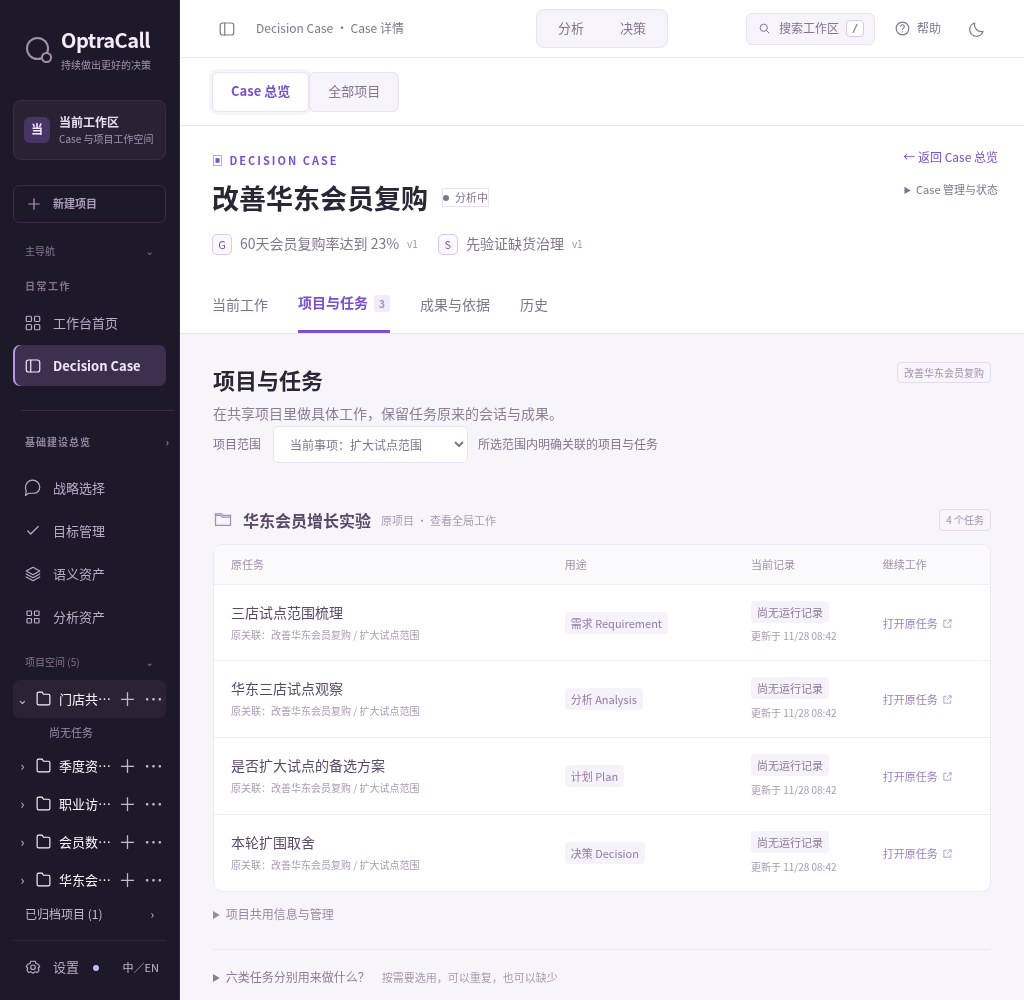 OptraCall
持续做出更好的决策
当
当前工作区
Case 与项目工作空间
新建项目
主导航
日常工作
工作台首页
Decision Case
基础建设总览
战略选择
目标管理
语义资产
分析资产
项目空间 (5)
门店共···
尚无任务
季度资···
职业访···
会员数···
华东会···
已归档项目 (1)
设置
中／EN
Decision Case · Case 详情
分析
决策
搜索工作区 /
帮助
Case 总览
全部项目
DECISION CASE
← 返回 Case 总览
改善华东会员复购
分析中
▶ Case 管理与状态
G 60天会员复购率达到 23% v1
S 先验证缺货治理 v1
当前工作
项目与任务 3
成果与依据
历史
项目与任务
改善华东会员复购
在共享项目里做具体工作，保留任务原来的会话与成果。
项目范围
当前事项：扩大试点范围
所选范围内明确关联的项目与任务
华东会员增长实验
原项目 · 查看全局工作
4 个任务
原任务 用途 当前记录 继续工作
三店试点范围梳理
原关联：改善华东会员复购 / 扩大试点范围
需求 Requirement
尚无运行记录
更新于 11/28 08:42
打开原任务
华东三店试点观察
原关联：改善华东会员复购 / 扩大试点范围
分析 Analysis
尚无运行记录
更新于 11/28 08:42
打开原任务
是否扩大试点的备选方案
原关联：改善华东会员复购 / 扩大试点范围
计划 Plan
尚无运行记录
更新于 11/28 08:42
打开原任务
本轮扩围取舍
原关联：改善华东会员复购 / 扩大试点范围
决策 Decision
尚无运行记录
更新于 11/28 08:42
打开原任务
▶ 项目共用信息与管理
▶ 六类任务分别用来做什么？ 按需要选用，可以重复，也可以缺少